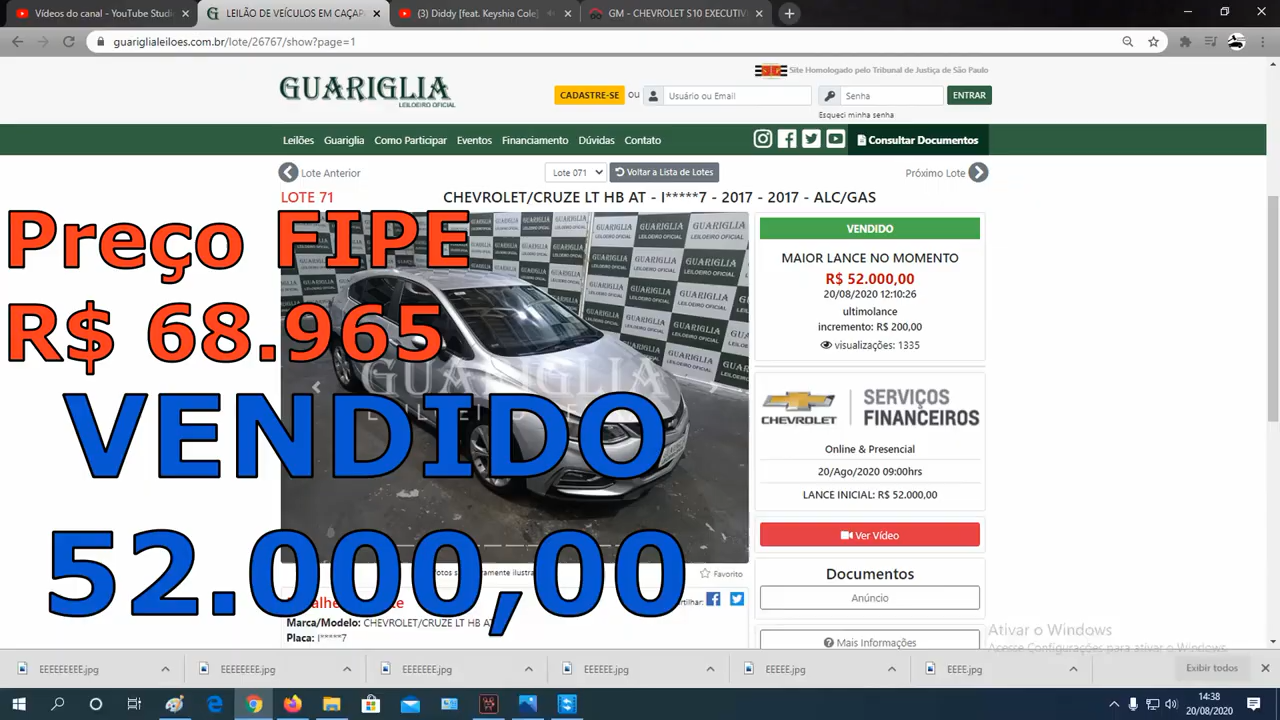 Vídeos do canal - YouTube Studio
LEILÃO DE VEÍCULOS EM CAÇAP
(3) Diddy [feat. Keyshia Cole]
GM - CHEVROLET S10 EXECUTIV
guariglialeiloes.com.br/lote/26767/show?page=1
GUARIGLIA
LEILOEIRO OFICIAL
Site Homologado pelo Tribunal de Justiça de São Paulo
CADASTRE-SE ou Usuário ou Email Senha ENTRAR
Esqueci minha senha
Leilões Guariglia Como Participar Eventos Financiamento Dúvidas Contato
Consultar Documentos
Lote Anterior
Lote 071
Voltar a Lista de Lotes
Próximo Lote
LOTE 71
CHEVROLET/CRUZE LT HB AT - I*****7 - 2017 - 2017 - ALC/GAS
Preço FIPE
R$ 68.965
VENDIDO
52.000,00
GUARIGLIA
VENDIDO
MAIOR LANCE NO MOMENTO
R$ 52.000,00
20/08/2020 12:10:26
ultimolance
incremento: R$ 200,00
visualizações: 1335
CHEVROLET
SERVIÇOS
FINANCEIROS
Online & Presencial
20/Ago/2020 09:00hrs
LANCE INICIAL: R$ 52.000,00
Ver Vídeo
Documentos
Anúncio
Mais Informações
Favorito
Marca/Modelo: CHEVROLET/CRUZE LT HB AT
Placa: I*****7
Ativar o Windows
Acesse Configurações para ativar o Windows.
EEEEEEEEE.jpg
EEEEEEEE.jpg
EEEEEEE.jpg
EEEEEE.jpg
EEEEE.jpg
EEEE.jpg
Exibir todos
14:38
20/08/2020